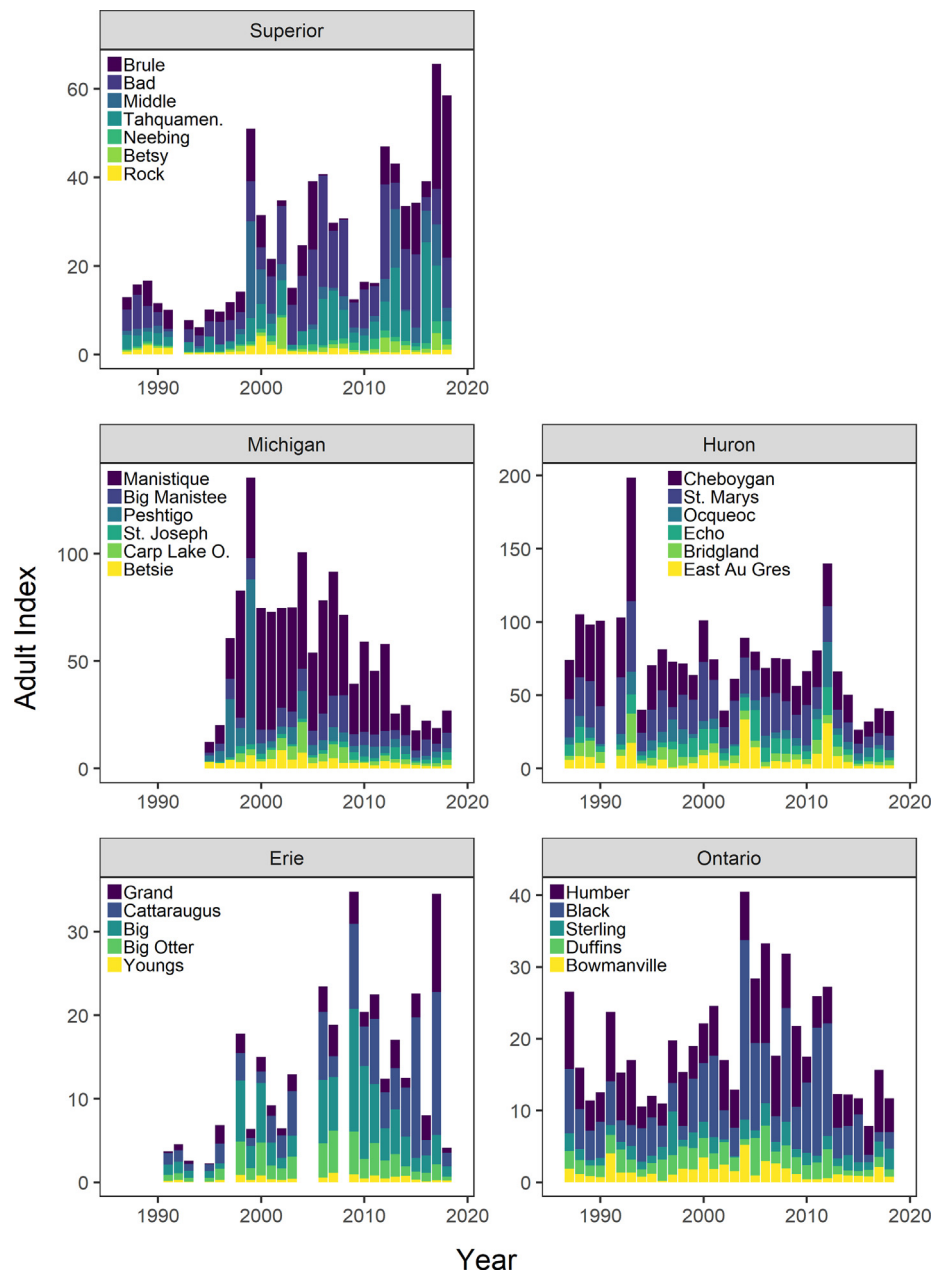 Superior
Brule
Bad
Middle
Tahquamen.
Neebing
Betsy
Rock
60
40
20
0
1990 2000 2010 2020
Michigan
Manistique
Big Manistee
Peshtigo
St. Joseph
Carp Lake O.
Betsie
100
50
0
1990 2000 2010 2020
Huron
Cheboygan
St. Marys
Ocqueoc
Echo
Bridgland
East Au Gres
200
150
100
50
0
1990 2000 2010 2020
Adult Index
Erie
Grand
Cattaraugus
Big
Big Otter
Youngs
30
20
10
0
1990 2000 2010 2020
Ontario
Humber
Black
Sterling
Duffins
Bowmanville
40
30
20
10
0
1990 2000 2010 2020
Year